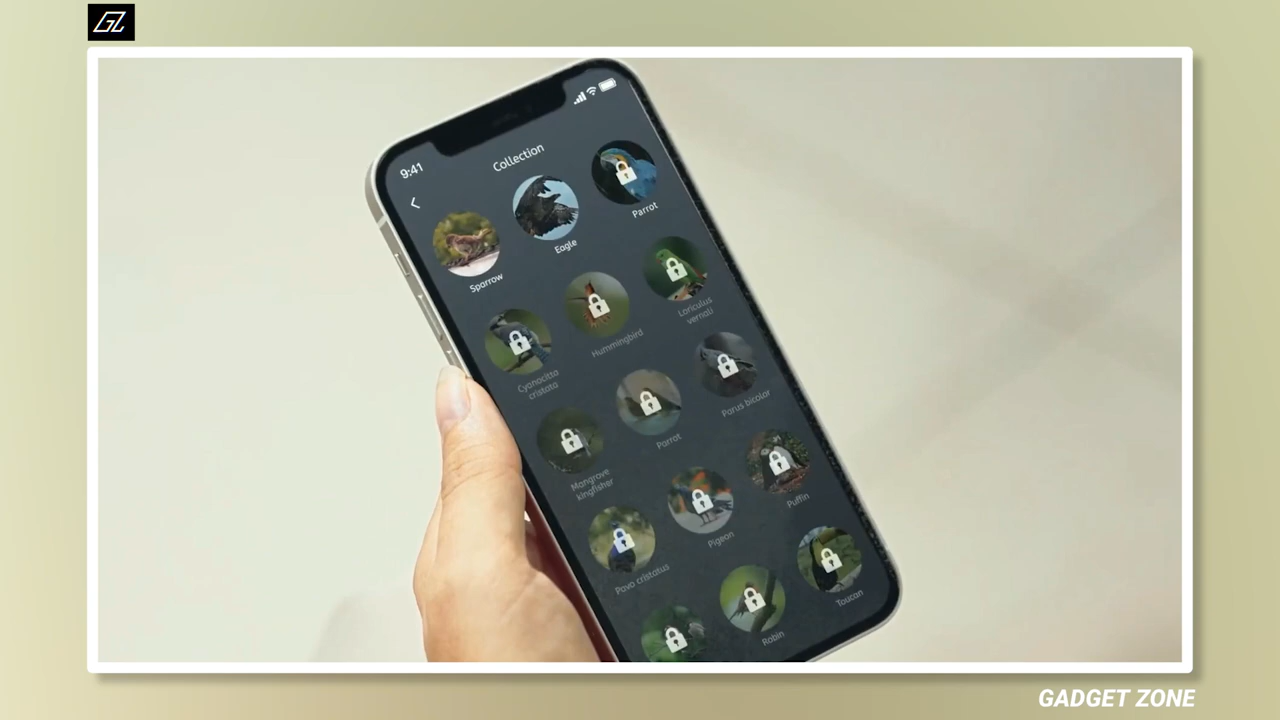 GZ
9:41
Collection
Sparrow
Eagle
Parrot
Cyanocitta
cristata
Hummingbird
Loriculus
vernali
Mangrove
kingfisher
Parrot
Parus bicolor
Pavo cristatus
Pigeon
Puffin
Robin
Toucan
GADGET ZONE